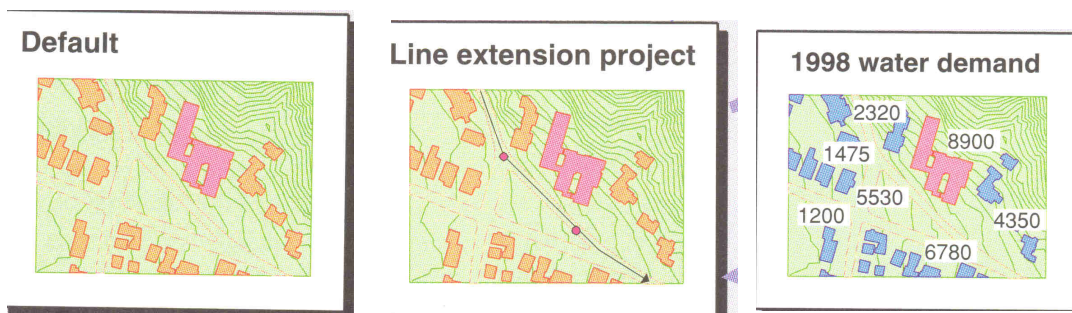 Default
Line extension project
1998 water demand
2320
8900
1475
5530
1200
4350
6780